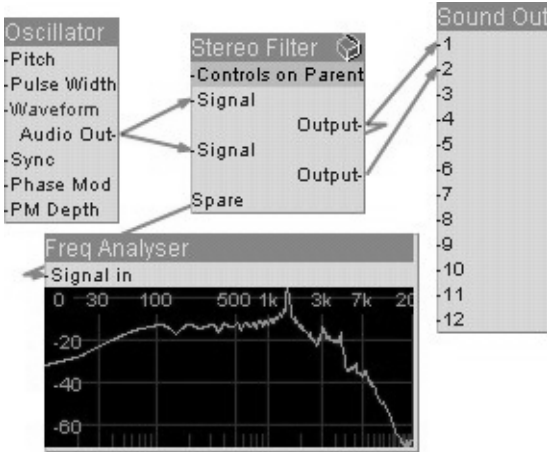 Oscillator
-Pitch
-Pulse Width
-Waveform
Audio Out-
-Sync
-Phase Mod
-PM Depth
Stereo Filter
-Controls on Parent
-Signal
Output-
-Signal
Output-
Spare
Sound Out
-1
-2
-3
-4
-5
-6
-7
-8
-9
-10
-11
-12
Freq Analyser
-Signal in
0 30 100 500 1k 3k 7k 20
-20
-40
-60